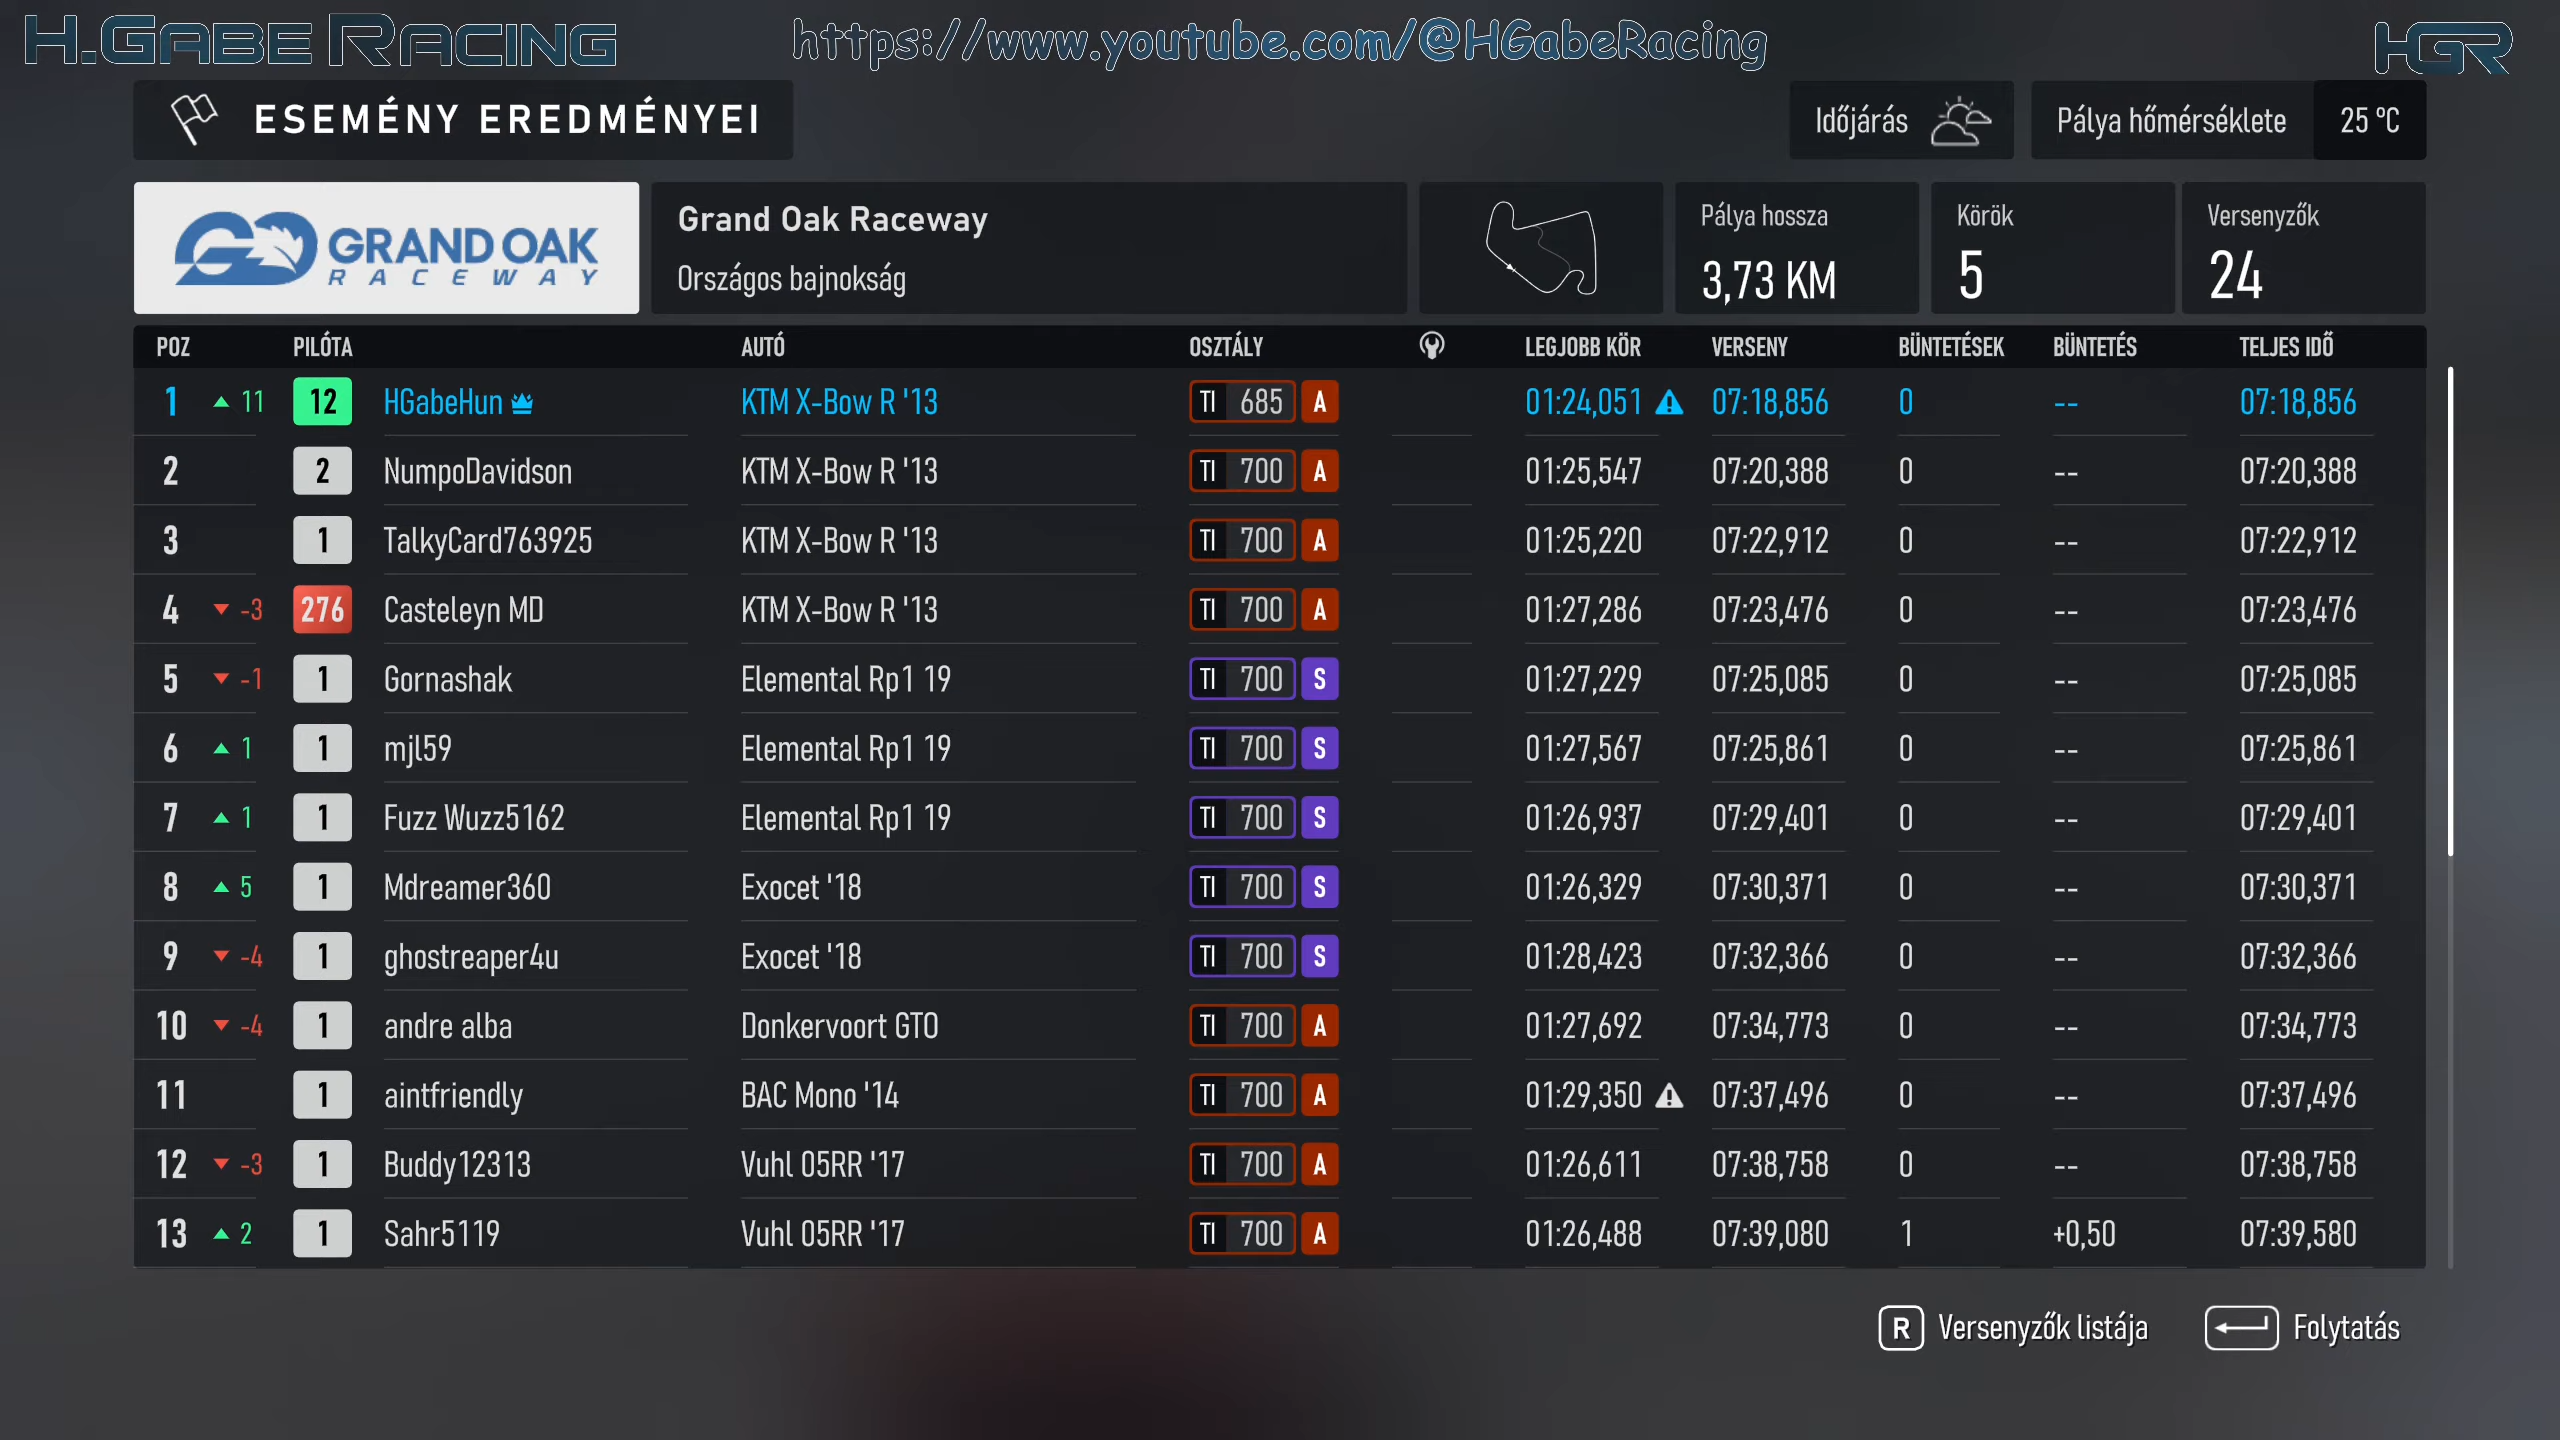 H.Gabe Racing
https://www.youtube.com/@HGabeRacing
HGR
ESEMÉNY EREDMÉNYEI
Időjárás
Pálya hőmérséklete 25 °C
GRAND OAK
RACEWAY
Grand Oak Raceway
Országos bajnokság
Pálya hossza
3,73 KM
Körök
5
Versenyzők
24
POZ PILÓTA AUTÓ OSZTÁLY LEGJOBB KÖR VERSENY BÜNTETÉSEK BÜNTETÉS TELJES IDŐ
1 ▲ 11 12 HGabeHun KTM X-Bow R '13 TI 685 A 01:24,051 07:18,856 0 -- 07:18,856
2 2 NumpoDavidson KTM X-Bow R '13 TI 700 A 01:25,547 07:20,388 0 -- 07:20,388
3 1 TalkyCard763925 KTM X-Bow R '13 TI 700 A 01:25,220 07:22,912 0 -- 07:22,912
4 ▼ -3 276 Casteleyn MD KTM X-Bow R '13 TI 700 A 01:27,286 07:23,476 0 -- 07:23,476
5 ▼ -1 1 Gornashak Elemental Rp1 19 TI 700 S 01:27,229 07:25,085 0 -- 07:25,085
6 ▲ 1 1 mjl59 Elemental Rp1 19 TI 700 S 01:27,567 07:25,861 0 -- 07:25,861
7 ▲ 1 1 Fuzz Wuzz5162 Elemental Rp1 19 TI 700 S 01:26,937 07:29,401 0 -- 07:29,401
8 ▲ 5 1 Mdreamer360 Exocet '18 TI 700 S 01:26,329 07:30,371 0 -- 07:30,371
9 ▼ -4 1 ghostreaper4u Exocet '18 TI 700 S 01:28,423 07:32,366 0 -- 07:32,366
10 ▼ -4 1 andre alba Donkervoort GTO TI 700 A 01:27,692 07:34,773 0 -- 07:34,773
11 1 aintfriendly BAC Mono '14 TI 700 A 01:29,350 07:37,496 0 -- 07:37,496
12 ▼ -3 1 Buddy12313 Vuhl 05RR '17 TI 700 A 01:26,611 07:38,758 0 -- 07:38,758
13 ▲ 2 1 Sahr5119 Vuhl 05RR '17 TI 700 A 01:26,488 07:39,080 1 +0,50 07:39,580
R Versenyzők listája
Folytatás